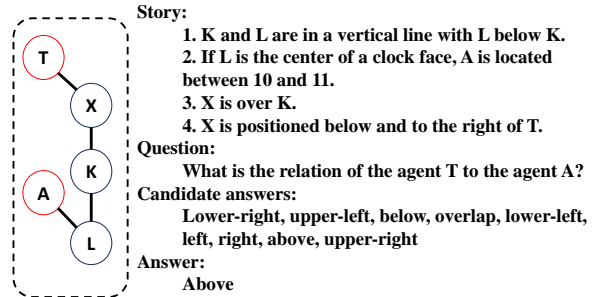 T
X
K
A
L
Story:
1. K and L are in a vertical line with L below K.
2. If L is the center of a clock face, A is located
between 10 and 11.
3. X is over K.
4. X is positioned below and to the right of T.
Question:
What is the relation of the agent T to the agent A?
Candidate answers:
Lower-right, upper-left, below, overlap, lower-left,
left, right, above, upper-right
Answer:
Above